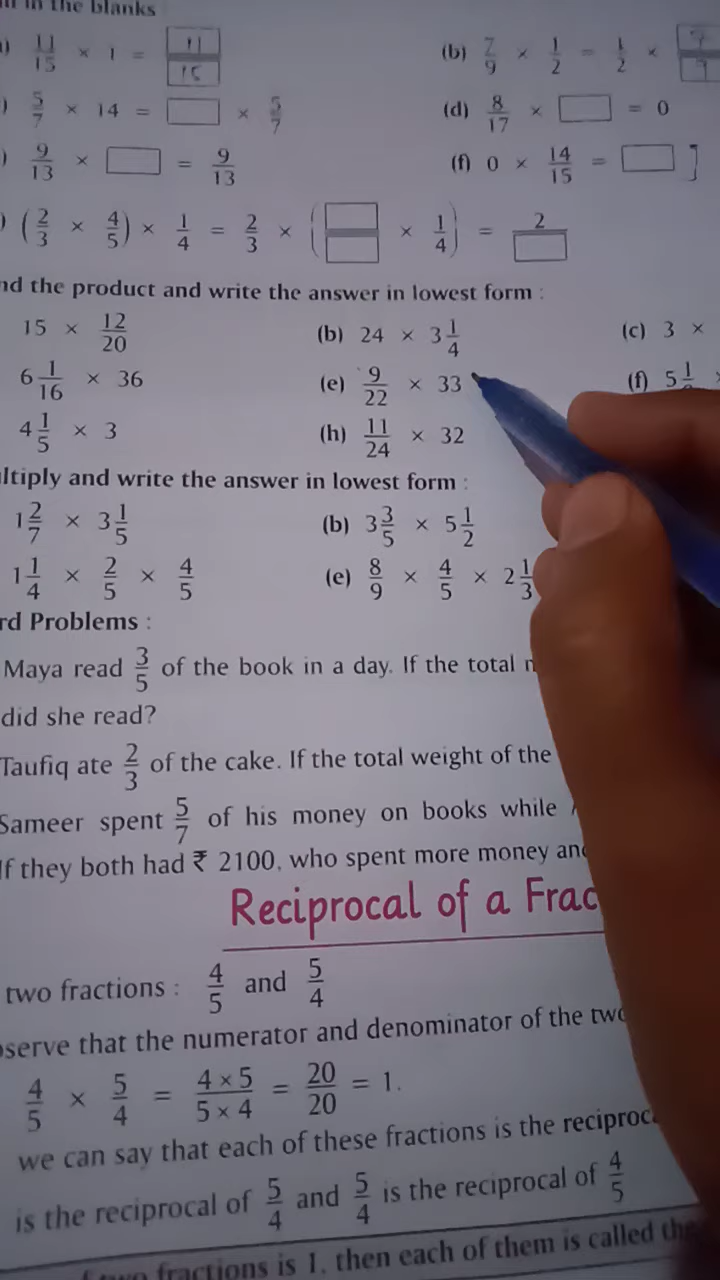 in the blanks
11/15 × 1 = 11/15 (b) 7/9 × 1/2 = 1/2 × 7/9
5/7 × 14 = □ × 5/7 (d) 8/17 × □ = 0
9/13 × □ = 9/13 (f) 0 × 14/15 = □ ]
(2/3 × 4/5) × 1/4 = 2/3 × (□/□ × 1/4) = 2/□
nd the product and write the answer in lowest form :
15 × 12/20 (b) 24 × 3 1/4 (c) 3 ×
6 1/16 × 36 (e) 9/22 × 33 (f) 5
4 1/5 × 3 (h) 11/24 × 32
ltiply and write the answer in lowest form :
1 2/7 × 3 1/5 (b) 3 3/5 × 5 1/2
1 1/4 × 2/5 × 4/5 (e) 8/9 × 4/5 × 2 1/3
rd Problems :
Maya read 3/5 of the book in a day. If the total
did she read?
Taufiq ate 2/3 of the cake. If the total weight of the
Sameer spent 5/7 of his money on books while
If they both had ₹ 2100, who spent more money and
Reciprocal of a Frac
two fractions : 4/5 and 5/4
serve that the numerator and denominator of the two
4/5 × 5/4 = 4 × 5/5 × 4 = 20/20 = 1.
we can say that each of these fractions is the reciproc
is the reciprocal of 5/4 and 5/4 is the reciprocal of 4/5
two fractions is 1, then each of them is called the